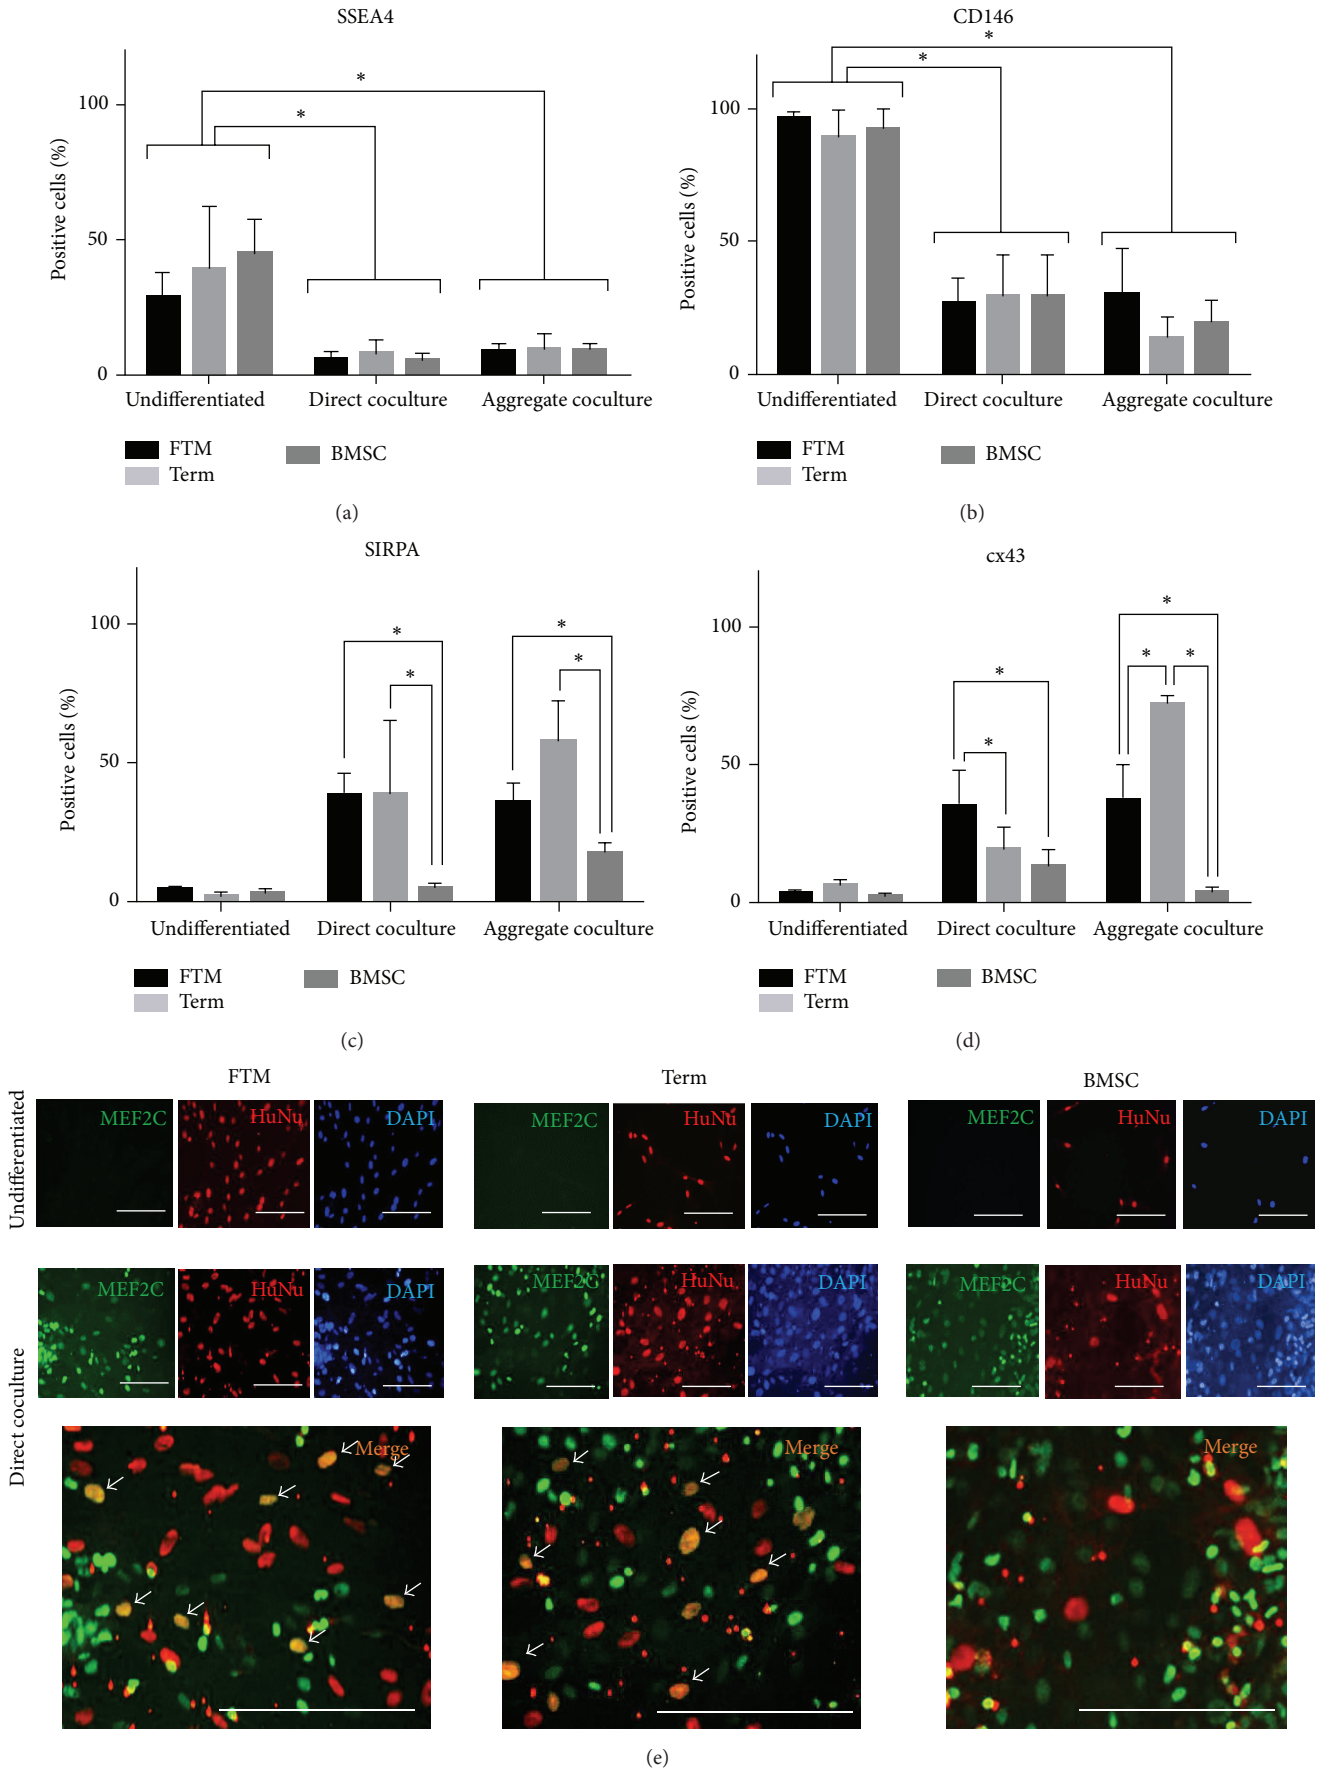 SSEA4
Positive cells (%)
100
50
0
*
*
Undifferentiated
Direct coculture
Aggregate coculture
FTM
Term
BMSC
(a)
CD146
Positive cells (%)
100
50
0
*
*
Undifferentiated
Direct coculture
Aggregate coculture
FTM
Term
BMSC
(b)
SIRPA
Positive cells (%)
100
50
0
*
*
*
*
Undifferentiated
Direct coculture
Aggregate coculture
FTM
Term
BMSC
(c)
cx43
Positive cells (%)
100
50
0
*
*
*
*
*
Undifferentiated
Direct coculture
Aggregate coculture
FTM
Term
BMSC
(d)
FTM
Term
BMSC
Undifferentiated
MEF2C
HuNu
DAPI
MEF2C
HuNu
DAPI
MEF2C
HuNu
DAPI
Direct coculture
MEF2C
HuNu
DAPI
MEF2C
HuNu
DAPI
MEF2C
HuNu
DAPI
Merge
Merge
Merge
(e)